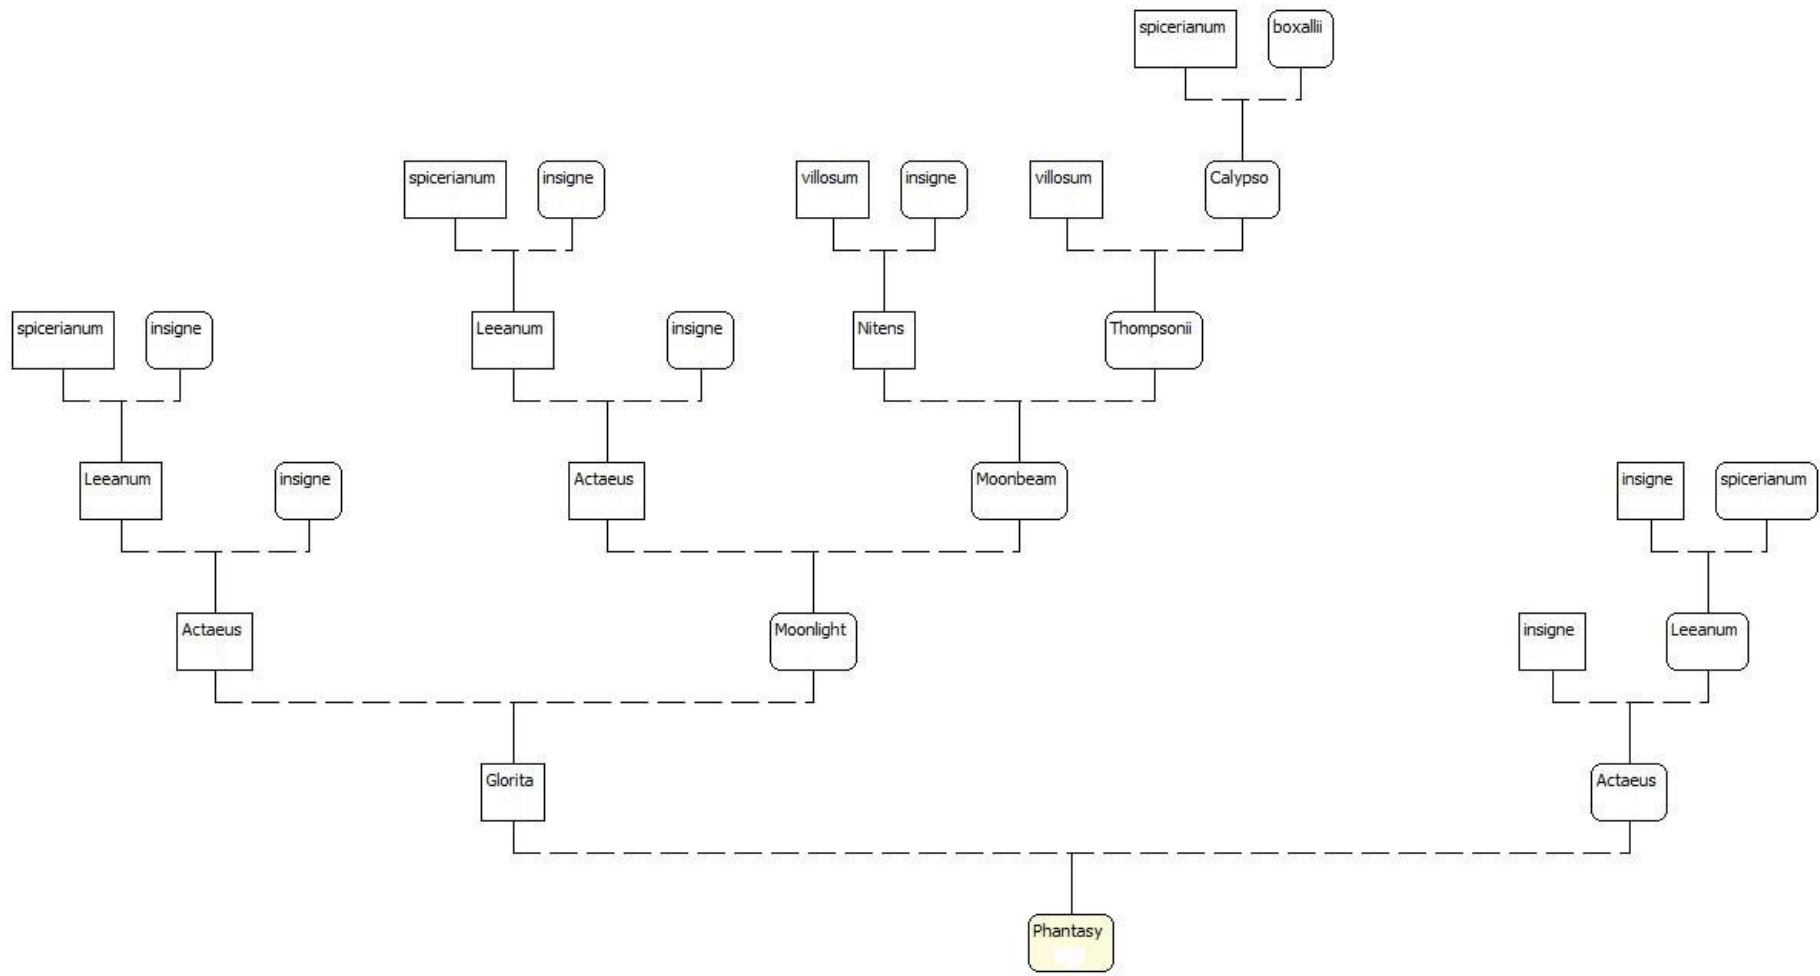 spicerianum
boxallii
spicerianum
insigne
villosum
insigne
villosum
Calypso
spicerianum
insigne
Leeanum
insigne
Nitens
Thompsonii
Leeanum
insigne
Actaeus
Moonbeam
insigne
spicerianum
Actaeus
Moonlight
insigne
Leeanum
Glorita
Actaeus
Phantasy